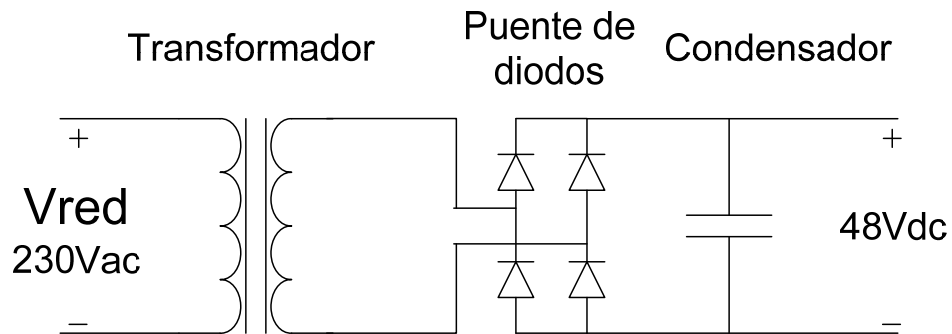 Transformador
Puente de
diodos
Condensador
+
+
Vred
230Vac
48Vdc
−
−